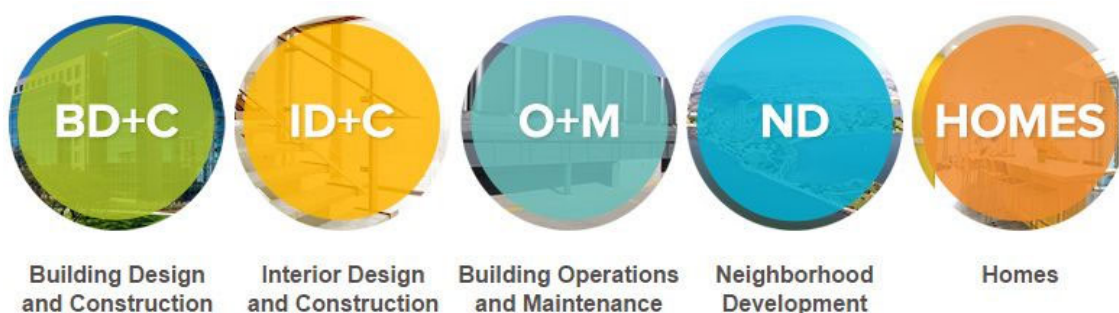 BD+C
ID+C
O+M
ND
HOMES
Building Design
and Construction
Interior Design
and Construction
Building Operations
and Maintenance
Neighborhood
Development
Homes